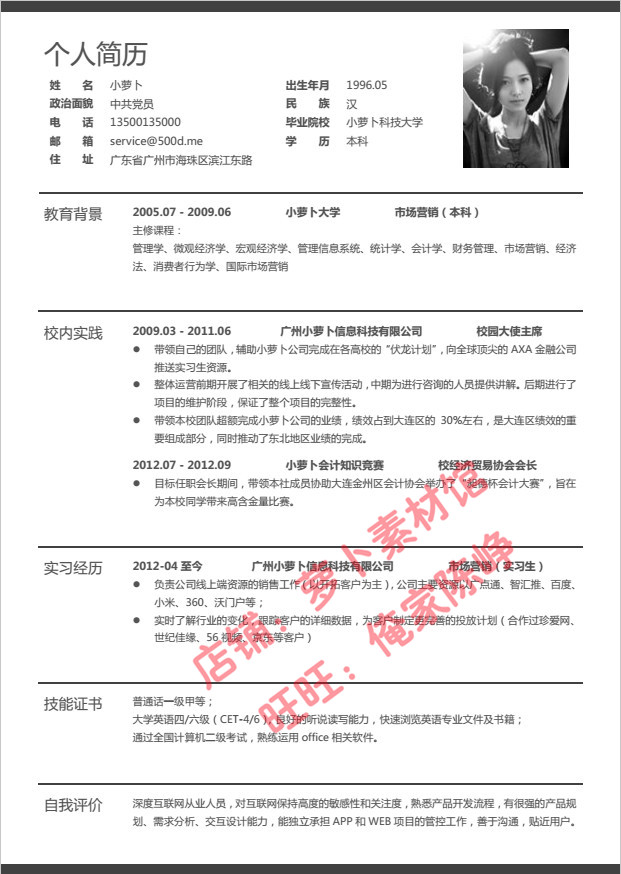 个人简历
姓 名 小萝卜 出生年月 1996.05
政治面貌 中共党员 民 族 汉
电 话 13500135000 毕业院校 小萝卜科技大学
邮 箱 service@500d.me 学 历 本科
住 址 广东省广州市海珠区滨江东路
教育背景 2005.07 - 2009.06 小萝卜大学 市场营销（本科）
主修课程：
管理学、微观经济学、宏观经济学、管理信息系统、统计学、会计学、财务管理、市场营销、经济
法、消费者行为学、国际市场营销
校内实践 2009.03 - 2011.06 广州小萝卜信息科技有限公司 校园大使主席
● 带领自己的团队，辅助小萝卜公司完成在各高校的“伏龙计划”，向全球顶尖的 AXA 金融公司
推送实习生资源。
● 整体运营前期开展了相关的线上线下宣传活动，中期为进行咨询的人员提供讲解。后期进行了
项目的维护阶段，保证了整个项目的完整性。
● 带领本校团队超额完成小萝卜公司的业绩，绩效占到大连区的 30%左右，是大连区绩效的重
要组成部分，同时推动了东北地区业绩的完成。
2012.07 - 2012.09 小萝卜会计知识竞赛 校经济贸易协会会长
● 目标任职会长期间，带领本社成员协助大连金州区会计协会举办了“昶德杯会计大赛”，旨在
为本校同学带来高含金量比赛。
实习经历 2012-04 至今 广州小萝卜信息科技有限公司 市场营销（实习生）
● 负责公司线上端资源的销售工作（以开拓客户为主），公司主要资源以广点通、智汇推、百度、
小米、360、沃门户等；
● 实时了解行业的变化，跟踪客户的详细数据，为客户制定更完善的投放计划（合作过珍爱网、
世纪佳缘、56 视频、京东等客户）
技能证书 普通话一级甲等；
大学英语四/六级（CET-4/6），良好的听说读写能力，快速浏览英语专业文件及书籍；
通过全国计算机二级考试，熟练运用 office 相关软件。
自我评价 深度互联网从业人员，对互联网保持高度的敏感性和关注度，熟悉产品开发流程，有很强的产品规
划、需求分析、交互设计能力，能独立承担 APP 和 WEB 项目的管控工作，善于沟通，贴近用户。
店铺：萝卜素材馆
旺旺：俺家陈峥